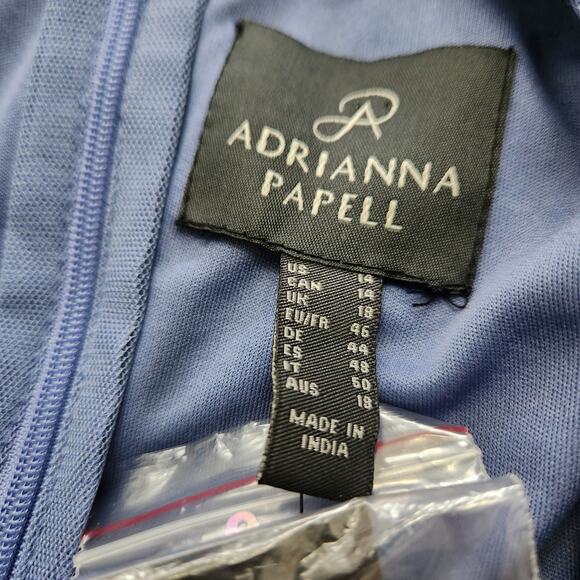 ADRIANNA
PAPELL
US 14
CAN 14
UK 18
EU/FR 46
DE 44
ES 48
IT 50
AUS 18
MADE IN
INDIA